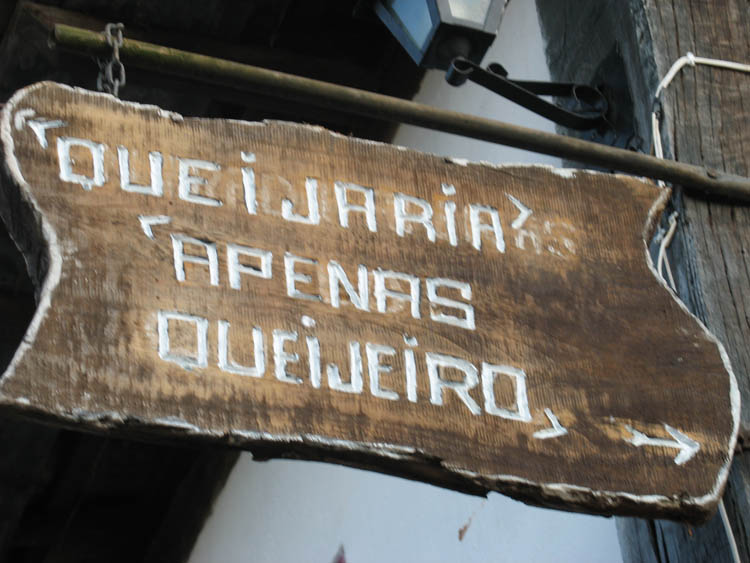 "QUEiJARiA"
"APENAS
QUEiJEiRO" →